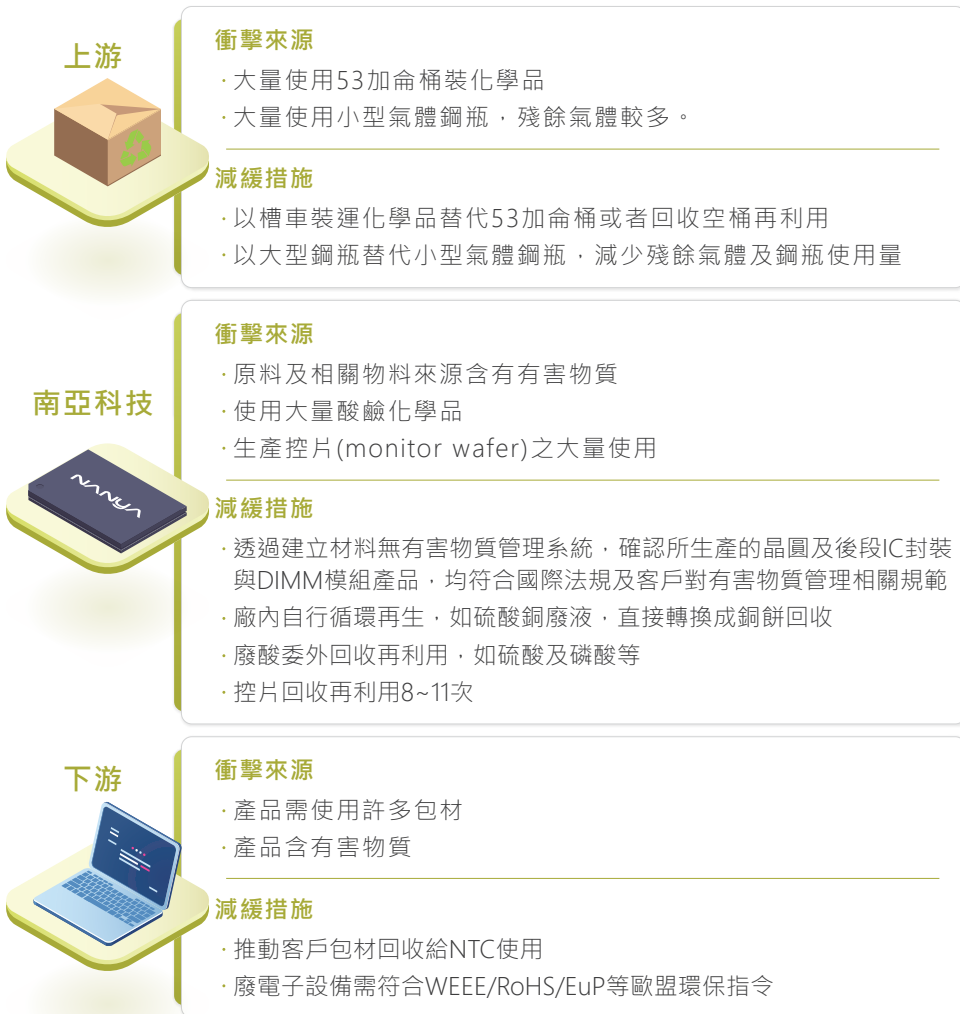 上游
衝擊來源
·大量使用53加侖桶裝化學品
·大量使用小型氣體鋼瓶，殘餘氣體較多。
減緩措施
·以槽車裝運化學品替代53加侖桶或者回收空桶再利用
·以大型鋼瓶替代小型氣體鋼瓶，減少殘餘氣體及鋼瓶使用量
南亞科技
NANYA
衝擊來源
·原料及相關物料來源含有有害物質
·使用大量酸鹼化學品
·生產控片(monitor wafer)之大量使用
減緩措施
·透過建立材料無有害物質管理系統，確認所生產的晶圓及後段IC封裝
與DIMM模組產品，均符合國際法規及客戶對有害物質管理相關規範
·廠內自行循環再生，如硫酸銅廢液，直接轉換成銅餅回收
·廢酸委外回收再利用，如硫酸及磷酸等
·控片回收再利用8~11次
下游
衝擊來源
·產品需使用許多包材
·產品含有害物質
減緩措施
·推動客戶包材回收給NTC使用
·廢電子設備需符合WEEE/RoHS/EuP等歐盟環保指令